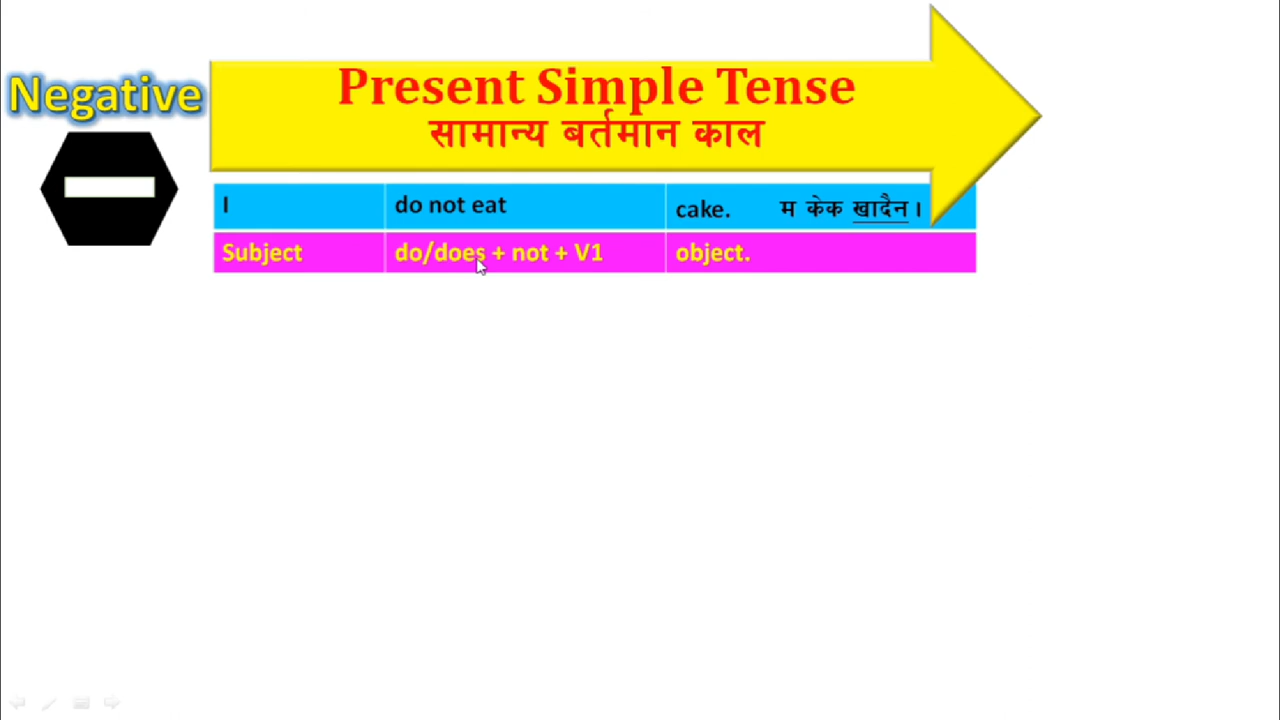 Negative
Present Simple Tense
सामान्य बर्तमान काल
I do not eat cake. म केक खादैन ।
Subject do/does + not + V1 object.